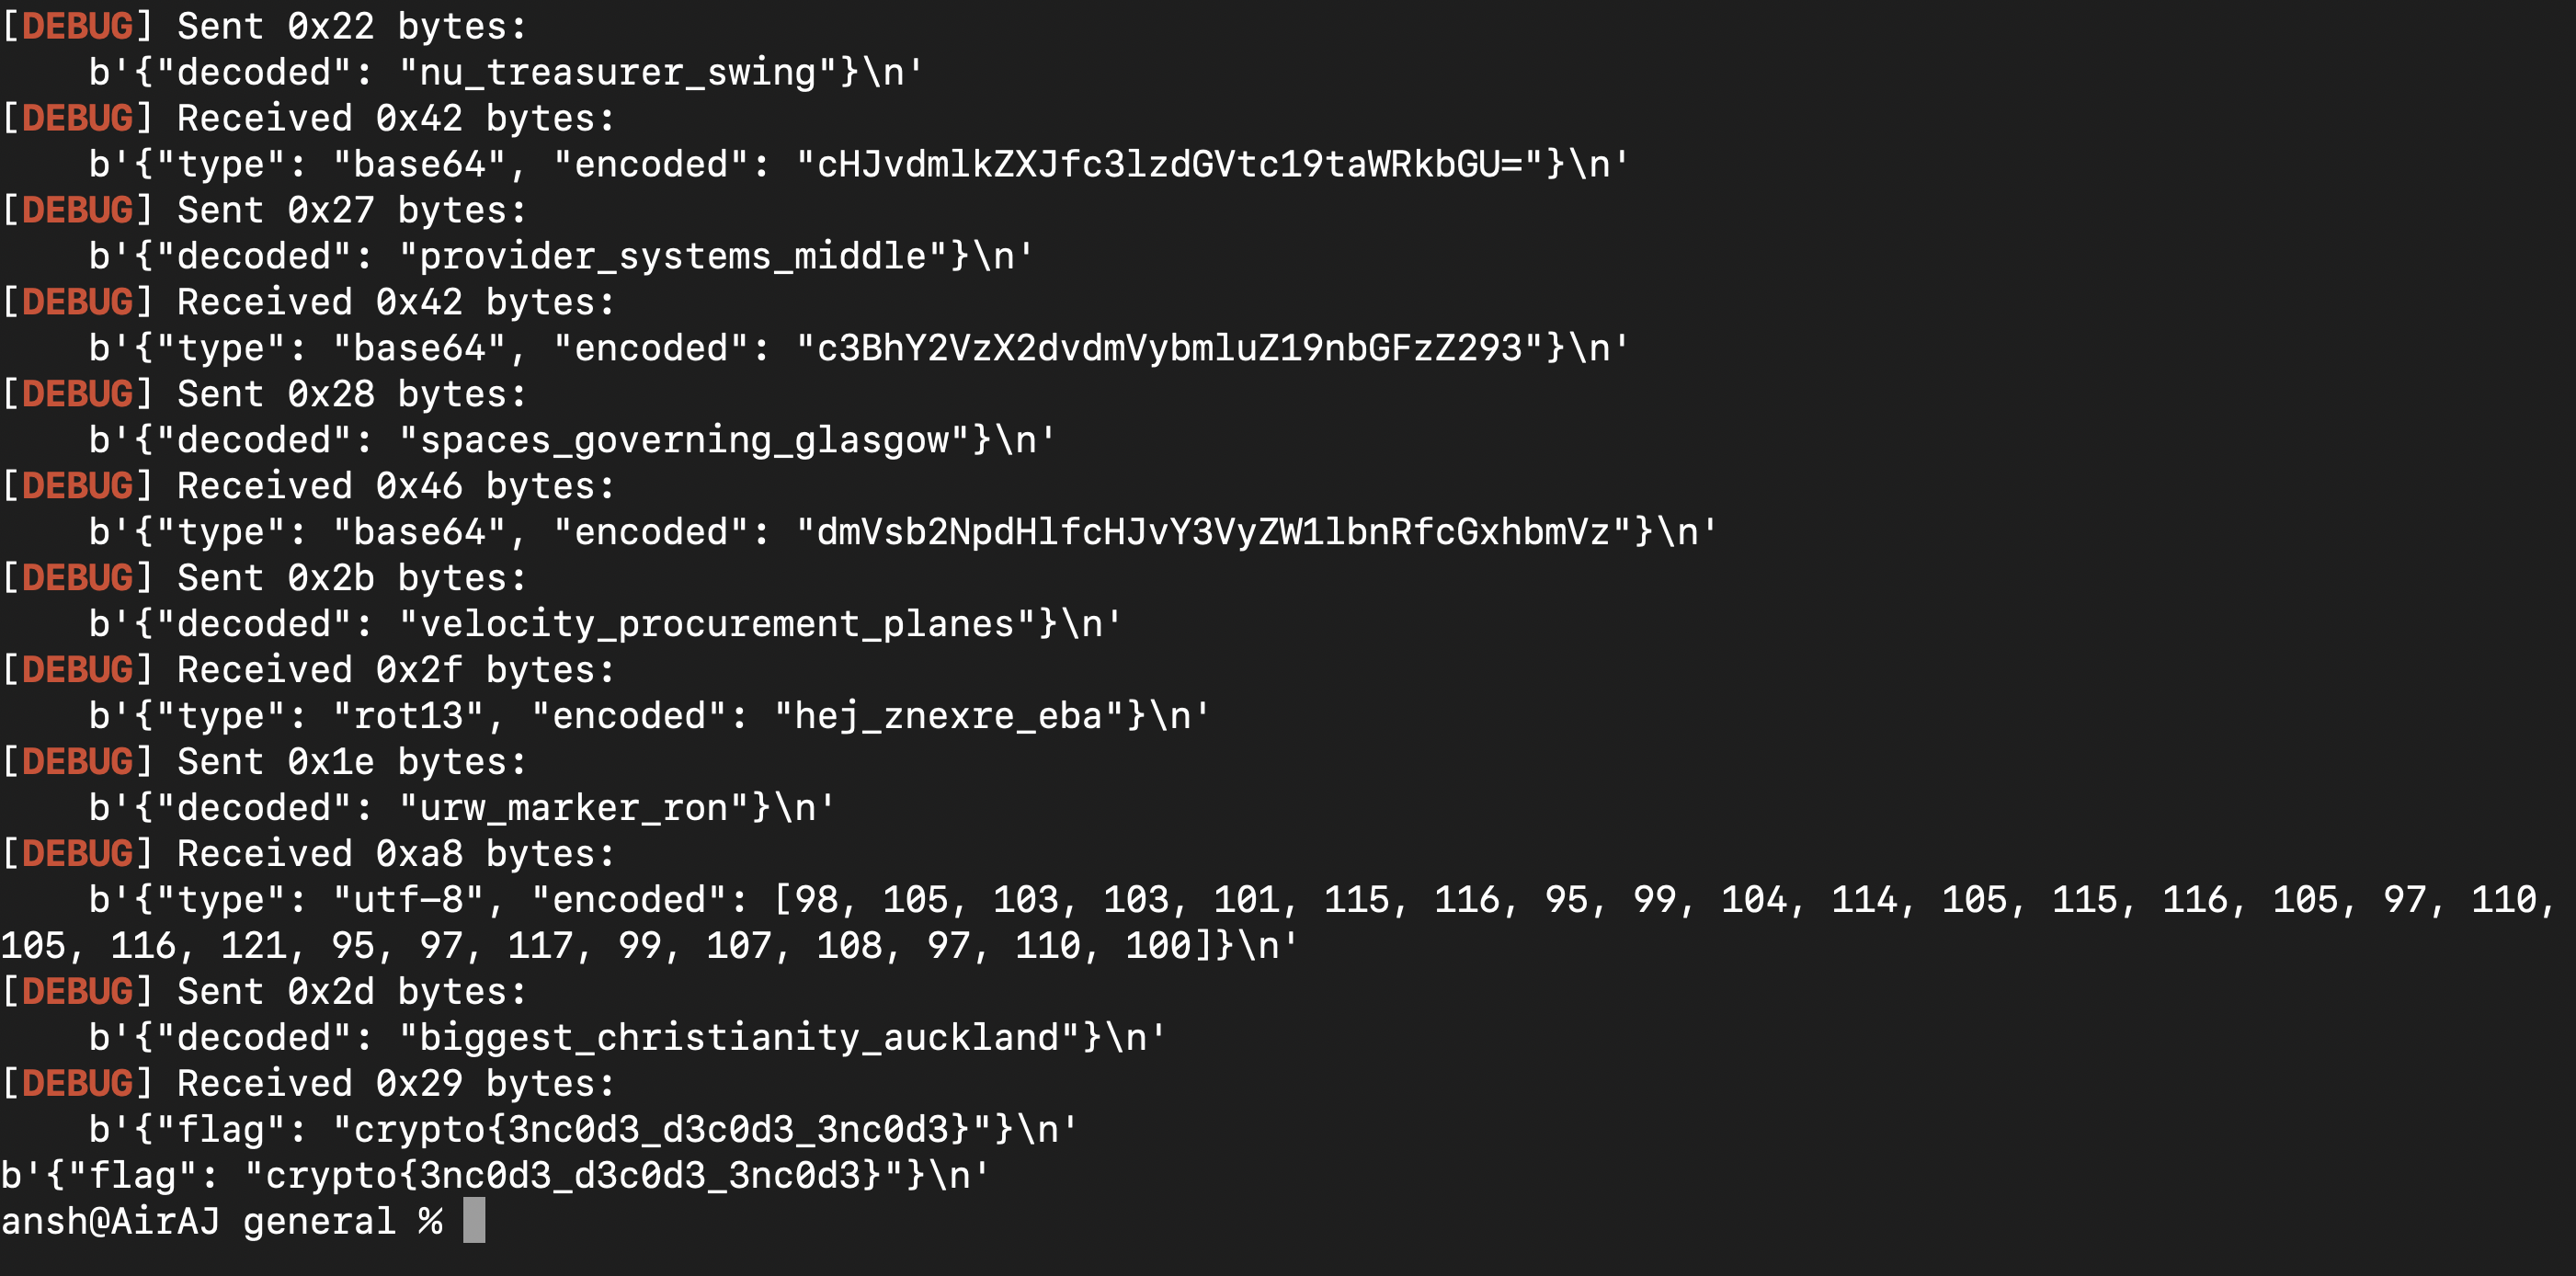 [DEBUG] Sent 0x22 bytes:
    b'{"decoded": "nu_treasurer_swing"}\n'
[DEBUG] Received 0x42 bytes:
    b'{"type": "base64", "encoded": "cHJvdmlkZXJfc3lzdGVtc19taWRkbGU="}\n'
[DEBUG] Sent 0x27 bytes:
    b'{"decoded": "provider_systems_middle"}\n'
[DEBUG] Received 0x42 bytes:
    b'{"type": "base64", "encoded": "c3BhY2VzX2dvdmVybmluZ19nbGFzZ293"}\n'
[DEBUG] Sent 0x28 bytes:
    b'{"decoded": "spaces_governing_glasgow"}\n'
[DEBUG] Received 0x46 bytes:
    b'{"type": "base64", "encoded": "dmVsb2NpdHlfcHJvY3VyZW1lbnRfcGxhbmVz"}\n'
[DEBUG] Sent 0x2b bytes:
    b'{"decoded": "velocity_procurement_planes"}\n'
[DEBUG] Received 0x2f bytes:
    b'{"type": "rot13", "encoded": "hej_znexre_eba"}\n'
[DEBUG] Sent 0x1e bytes:
    b'{"decoded": "urw_marker_ron"}\n'
[DEBUG] Received 0xa8 bytes:
    b'{"type": "utf-8", "encoded": [98, 105, 103, 103, 101, 115, 116, 95, 99, 104, 114, 105, 115, 116, 105, 97, 110,
105, 116, 121, 95, 97, 117, 99, 107, 108, 97, 110, 100]}\n'
[DEBUG] Sent 0x2d bytes:
    b'{"decoded": "biggest_christianity_auckland"}\n'
[DEBUG] Received 0x29 bytes:
    b'{"flag": "crypto{3nc0d3_d3c0d3_3nc0d3}"}\n'
b'{"flag": "crypto{3nc0d3_d3c0d3_3nc0d3}"}\n'
ansh@AirAJ general %